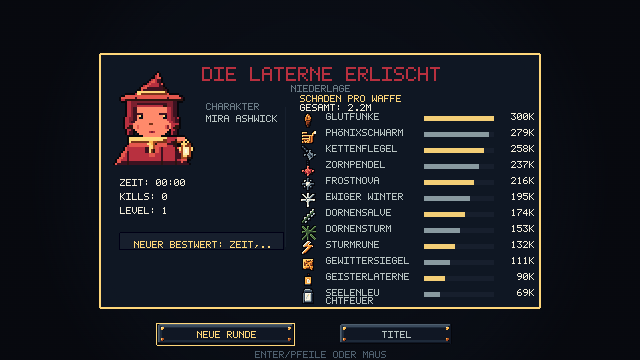 DIE LATERNE ERLISCHT
NIEDERLAGE
CHARAKTER
MIRA ASHWICK
ZEIT: 00:00
KILLS: 0
LEVEL: 1
NEUER BESTWERT: ZEIT,..
SCHADEN PRO WAFFE
GESAMT: 2.2M
GLUTFUNKE 300K
PHÖNIXSCHWARM 279K
KETTENFLEGEL 258K
ZORNPENDEL 237K
FROSTNOVA 216K
EWIGER WINTER 195K
DORNENSALVE 174K
DORNENSTURM 153K
STURMRUNE 132K
GEWITTERSIEGEL 111K
GEISTERLATERNE 90K
SEELENLEU 69K
CHTFEUER
NEUE RUNDE
TITEL
ENTER/PFEILE ODER MAUS